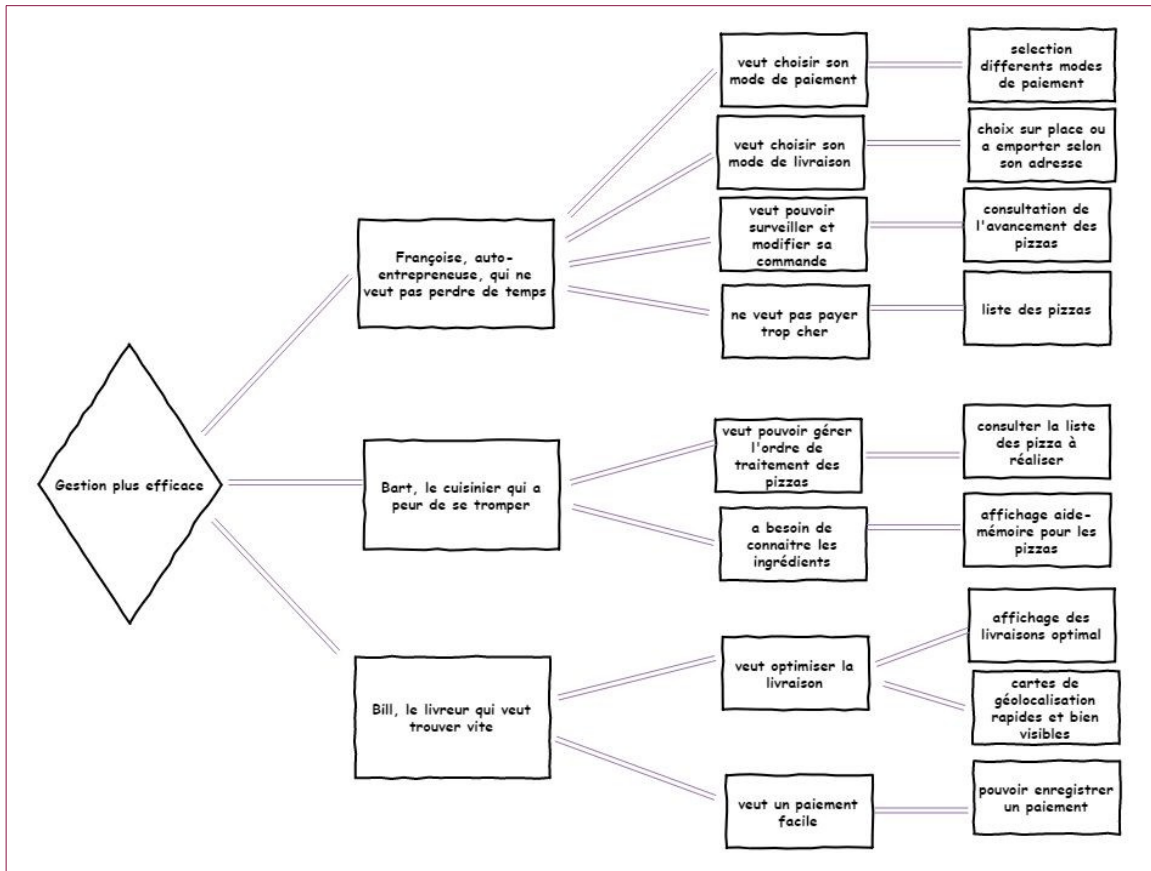 Gestion plus efficace
Françoise, auto-
entrepreneuse, qui ne
veut pas perdre de temps
veut choisir son
mode de paiement
selection
differents modes
de paiement
veut choisir son
mode de livraison
choix sur place ou
a emporter selon
son adresse
veut pouvoir
surveiller et
modifier sa
commande
consultation de
l'avancement des
pizzas
ne veut pas payer
trop cher
liste des pizzas
Bart, le cuisinier qui a
peur de se tromper
veut pouvoir gérer
l'ordre de
traitement des
pizzas
consulter la liste
des pizza à
réaliser
a besoin de
connaitre les
ingrédients
affichage aide-
mémoire pour les
pizzas
Bill, le livreur qui veut
trouver vite
veut optimiser la
livraison
affichage des
livraisons optimal
cartes de
géolocalisation
rapides et bien
visibles
veut un paiement
facile
pouvoir enregistrer
un paiement